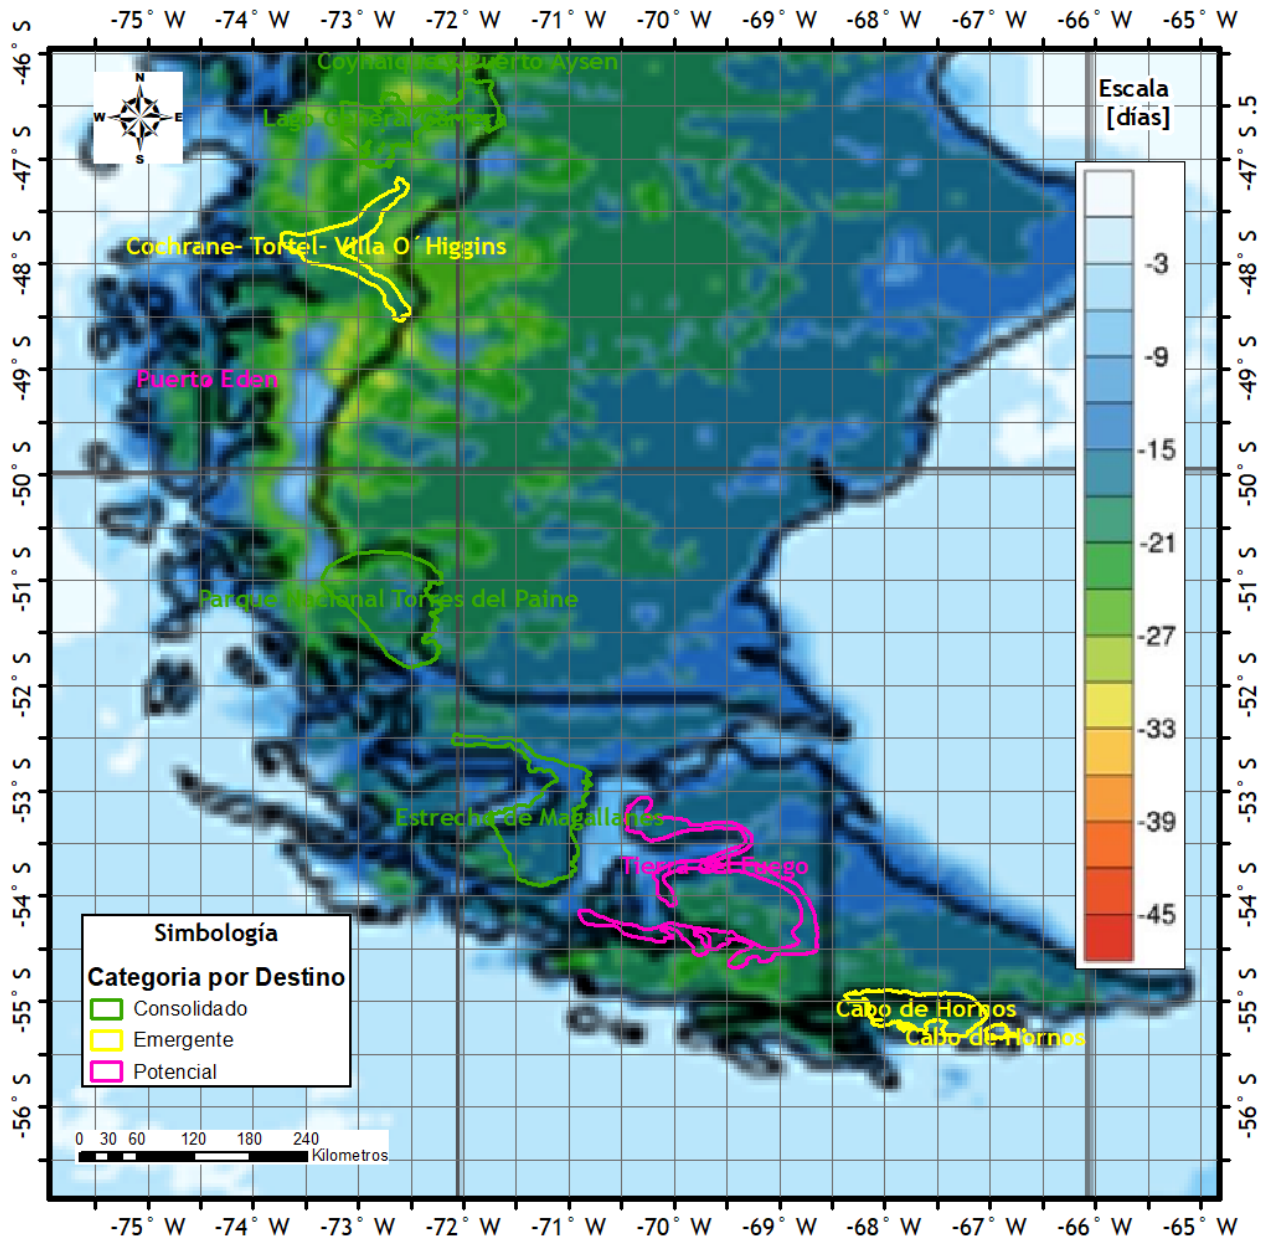 -75° W -74° W -73° W -72° W -71° W -70° W -69° W -68° W -67° W -66° W -65° W
-46° S
-47° S
-48° S
-49° S
-50° S
-51° S
-52° S
-53° S
-54° S
-55° S
-56° S
N
W E
S
Lago General Carrera
Cochrane- Tortel- Villa O´Higgins
Puerto Eden
Parque Nacional Torres del Paine
Estrecho de Magallanes
Tierra del Fuego
Cabo de Hornos
Cabo de Hornos
Escala
[días]
-3
-9
-15
-21
-27
-33
-39
-45
.5
-47° S
-48° S
-49° S
-50° S
-51° S
-52° S
-53° S
-54° S
-55° S
-56° S
Simbología
Categoria por Destino
Consolidado
Emergente
Potencial
0 30 60 120 180 240
Kilometros
-75° W -74° W -73° W -72° W -71° W -70° W -69° W -68° W -67° W -66° W -65° W